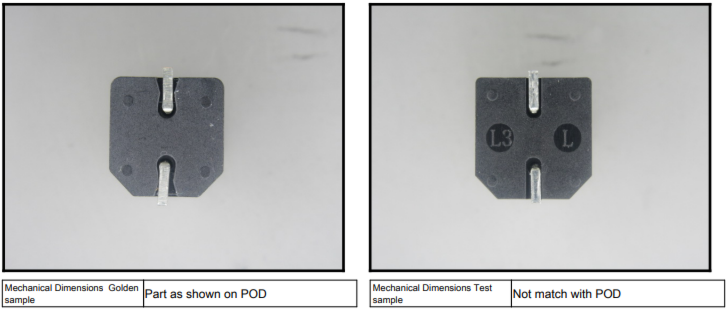 L3 L
Mechanical Dimensions Golden
sample
Part as shown on POD
Mechanical Dimensions Test
sample
Not match with POD